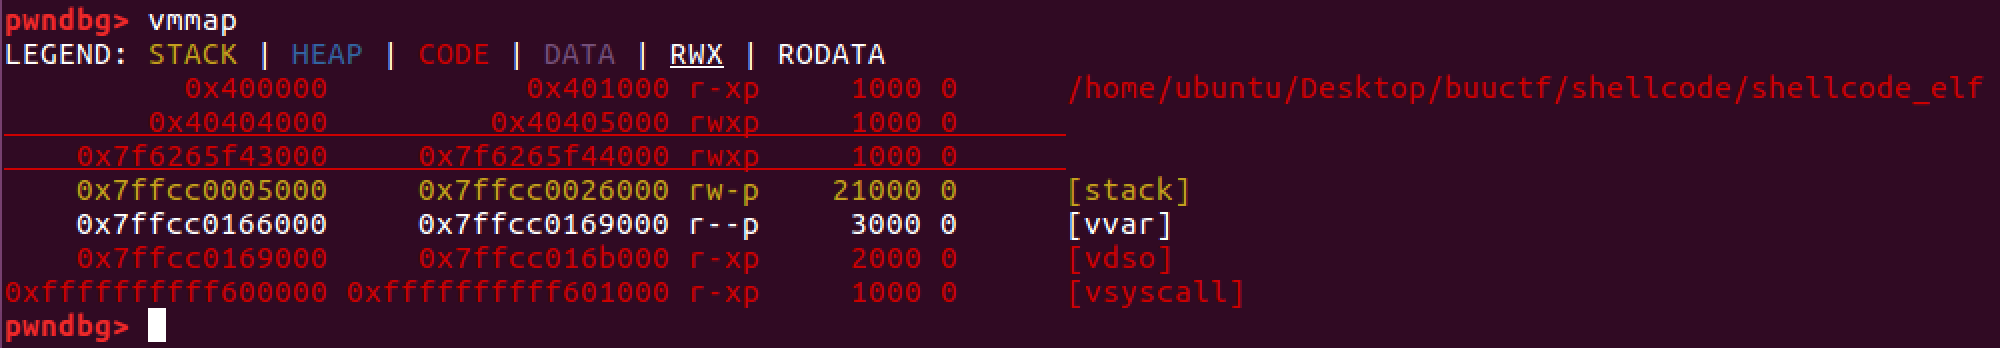 pwndbg> vmmap
LEGEND: STACK | HEAP | CODE | DATA | RWX | RODATA
0x400000 0x401000 r-xp 1000 0 /home/ubuntu/Desktop/buuctf/shellcode/shellcode_elf
0x40404000 0x40405000 rwxp 1000 0
0x7f6265f43000 0x7f6265f44000 rwxp 1000 0
0x7ffcc0005000 0x7ffcc0026000 rw-p 21000 0 [stack]
0x7ffcc0166000 0x7ffcc0169000 r--p 3000 0 [vvar]
0x7ffcc0169000 0x7ffcc016b000 r-xp 2000 0 [vdso]
0xffffffffff600000 0xffffffffff601000 r-xp 1000 0 [vsyscall]
pwndbg>